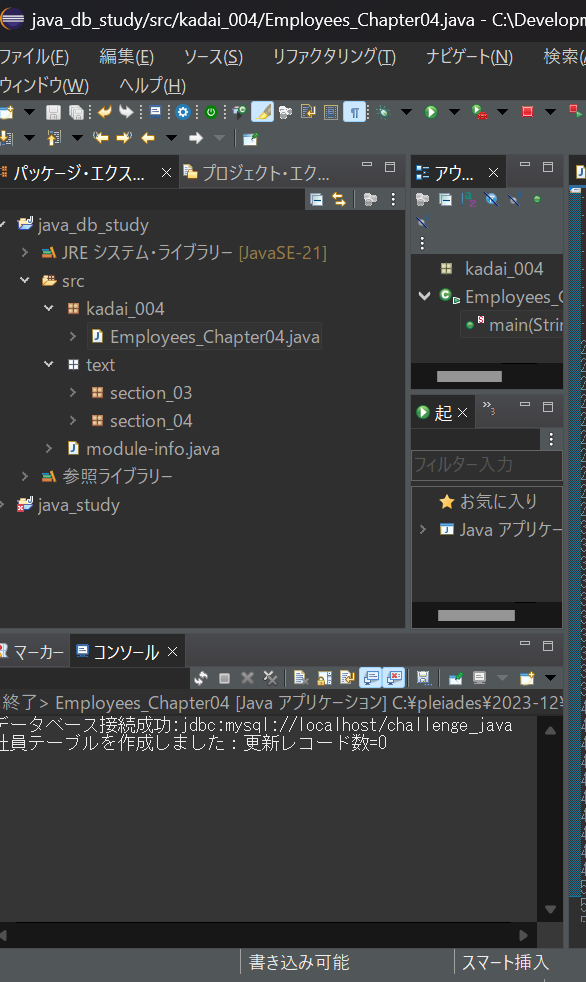 java_db_study/src/kadai_004/Employees_Chapter04.java - C:\Developm
ファイル(F) 編集(E) ソース(S) リファクタリング(T) ナビゲート(N) 検索(
ウィンドウ(W) ヘルプ(H)
パッケージ・エクス... プロジェクト・エク...
java_db_study
JRE システム・ライブラリー [JavaSE-21]
src
kadai_004
Employees_Chapter04.java
text
section_03
section_04
module-info.java
参照ライブラリー
java_study
アウ...
kadai_004
Employees_C
main(Strin
起 »3
フィルター入力
お気に入り
Java アプリケー
マーカー コンソール
終了> Employees_Chapter04 [Java アプリケーション] C:¥pleiades¥2023-12¥
データベース接続成功:jdbc:mysql://localhost/challenge_java
社員テーブルを作成しました：更新レコード数=0
書き込み可能 スマート挿入